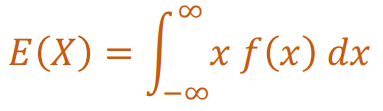 E(X) = ∫_{-∞}^{∞} x f(x) dx